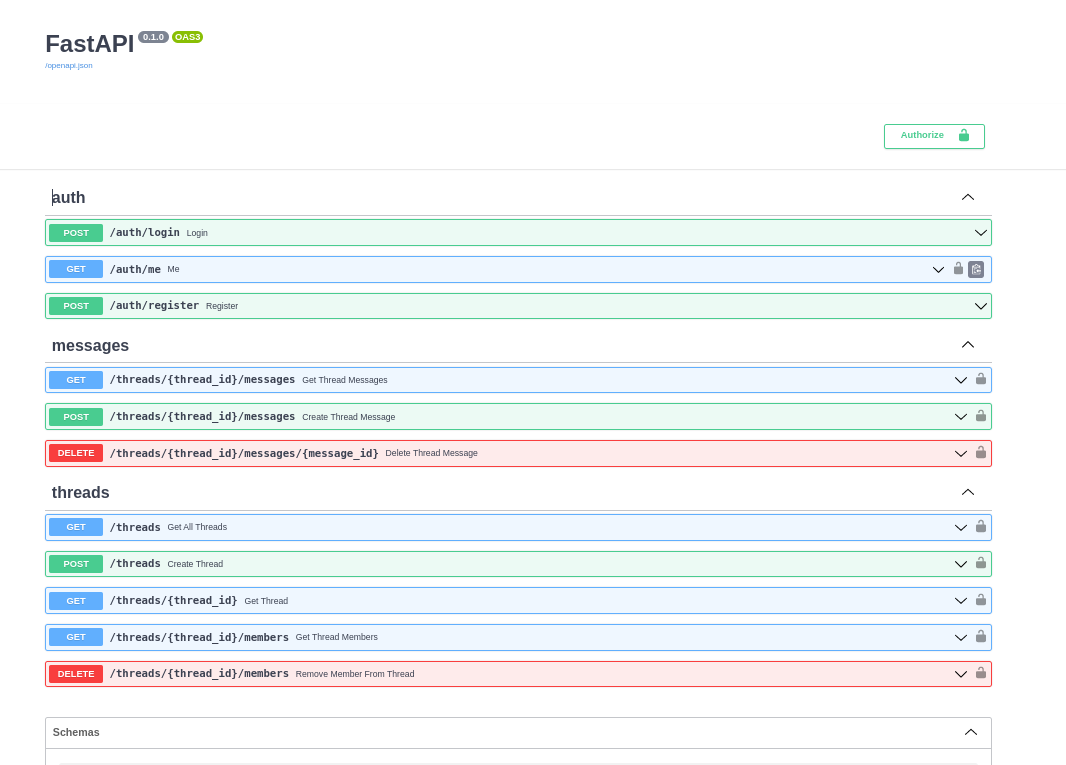 FastAPI 0.1.0 OAS3
/openapi.json
Authorize
auth
POST /auth/login Login
GET /auth/me Me
POST /auth/register Register
messages
GET /threads/{thread_id}/messages Get Thread Messages
POST /threads/{thread_id}/messages Create Thread Message
DELETE /threads/{thread_id}/messages/{message_id} Delete Thread Message
threads
GET /threads Get All Threads
POST /threads Create Thread
GET /threads/{thread_id} Get Thread
GET /threads/{thread_id}/members Get Thread Members
DELETE /threads/{thread_id}/members Remove Member From Thread
Schemas